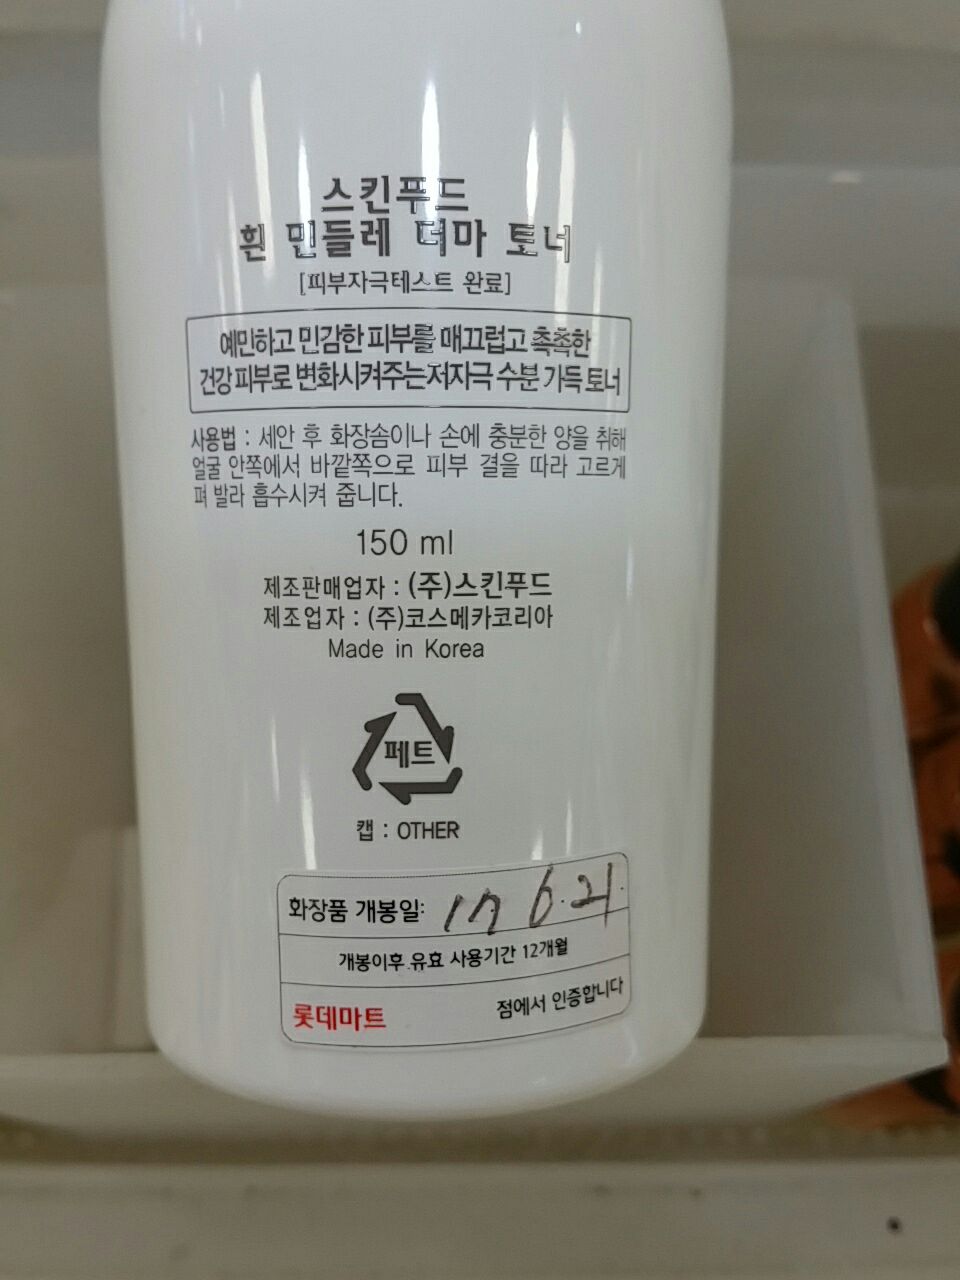 스킨푸드
흰 민들레 더마 토너
[피부자극테스트 완료]
예민하고 민감한 피부를 매끄럽고 촉촉한
건강 피부로 변화시켜주는 저자극 수분 가득 토너
사용법 : 세안 후 화장솜이나 손에 충분한 양을 취해
얼굴 안쪽에서 바깥쪽으로 피부 결을 따라 고르게
펴 발라 흡수시켜 줍니다.
150 ml
제조판매업자 : (주)스킨푸드
제조업자 : (주)코스메카코리아
Made in Korea
페트
캡 : OTHER
화장품 개봉일: 17 6.21.
개봉이후 유효 사용기간 12개월
롯데마트 점에서 인증합니다